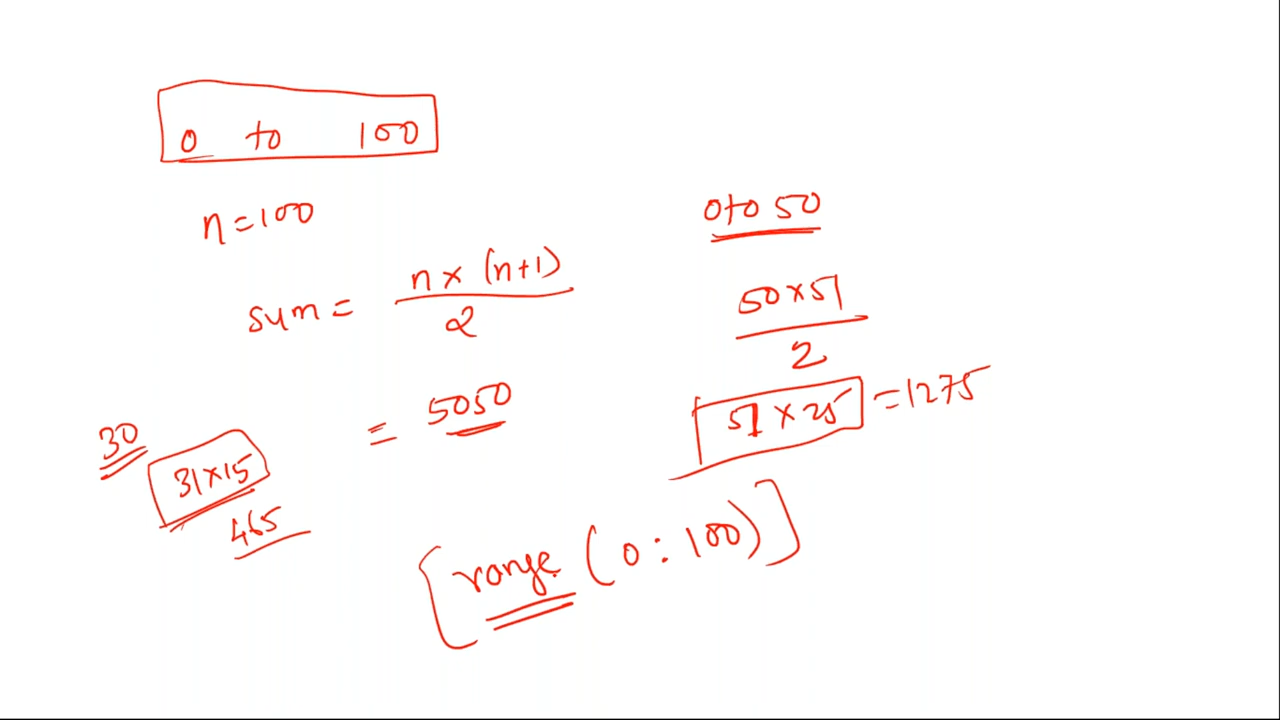 0 to 100
n=100
sum = n x (n+1)
2
= 5050
0 to 50
50x51
2
51 x 25 = 1275
30
31x15
465
[range (0 : 100)]